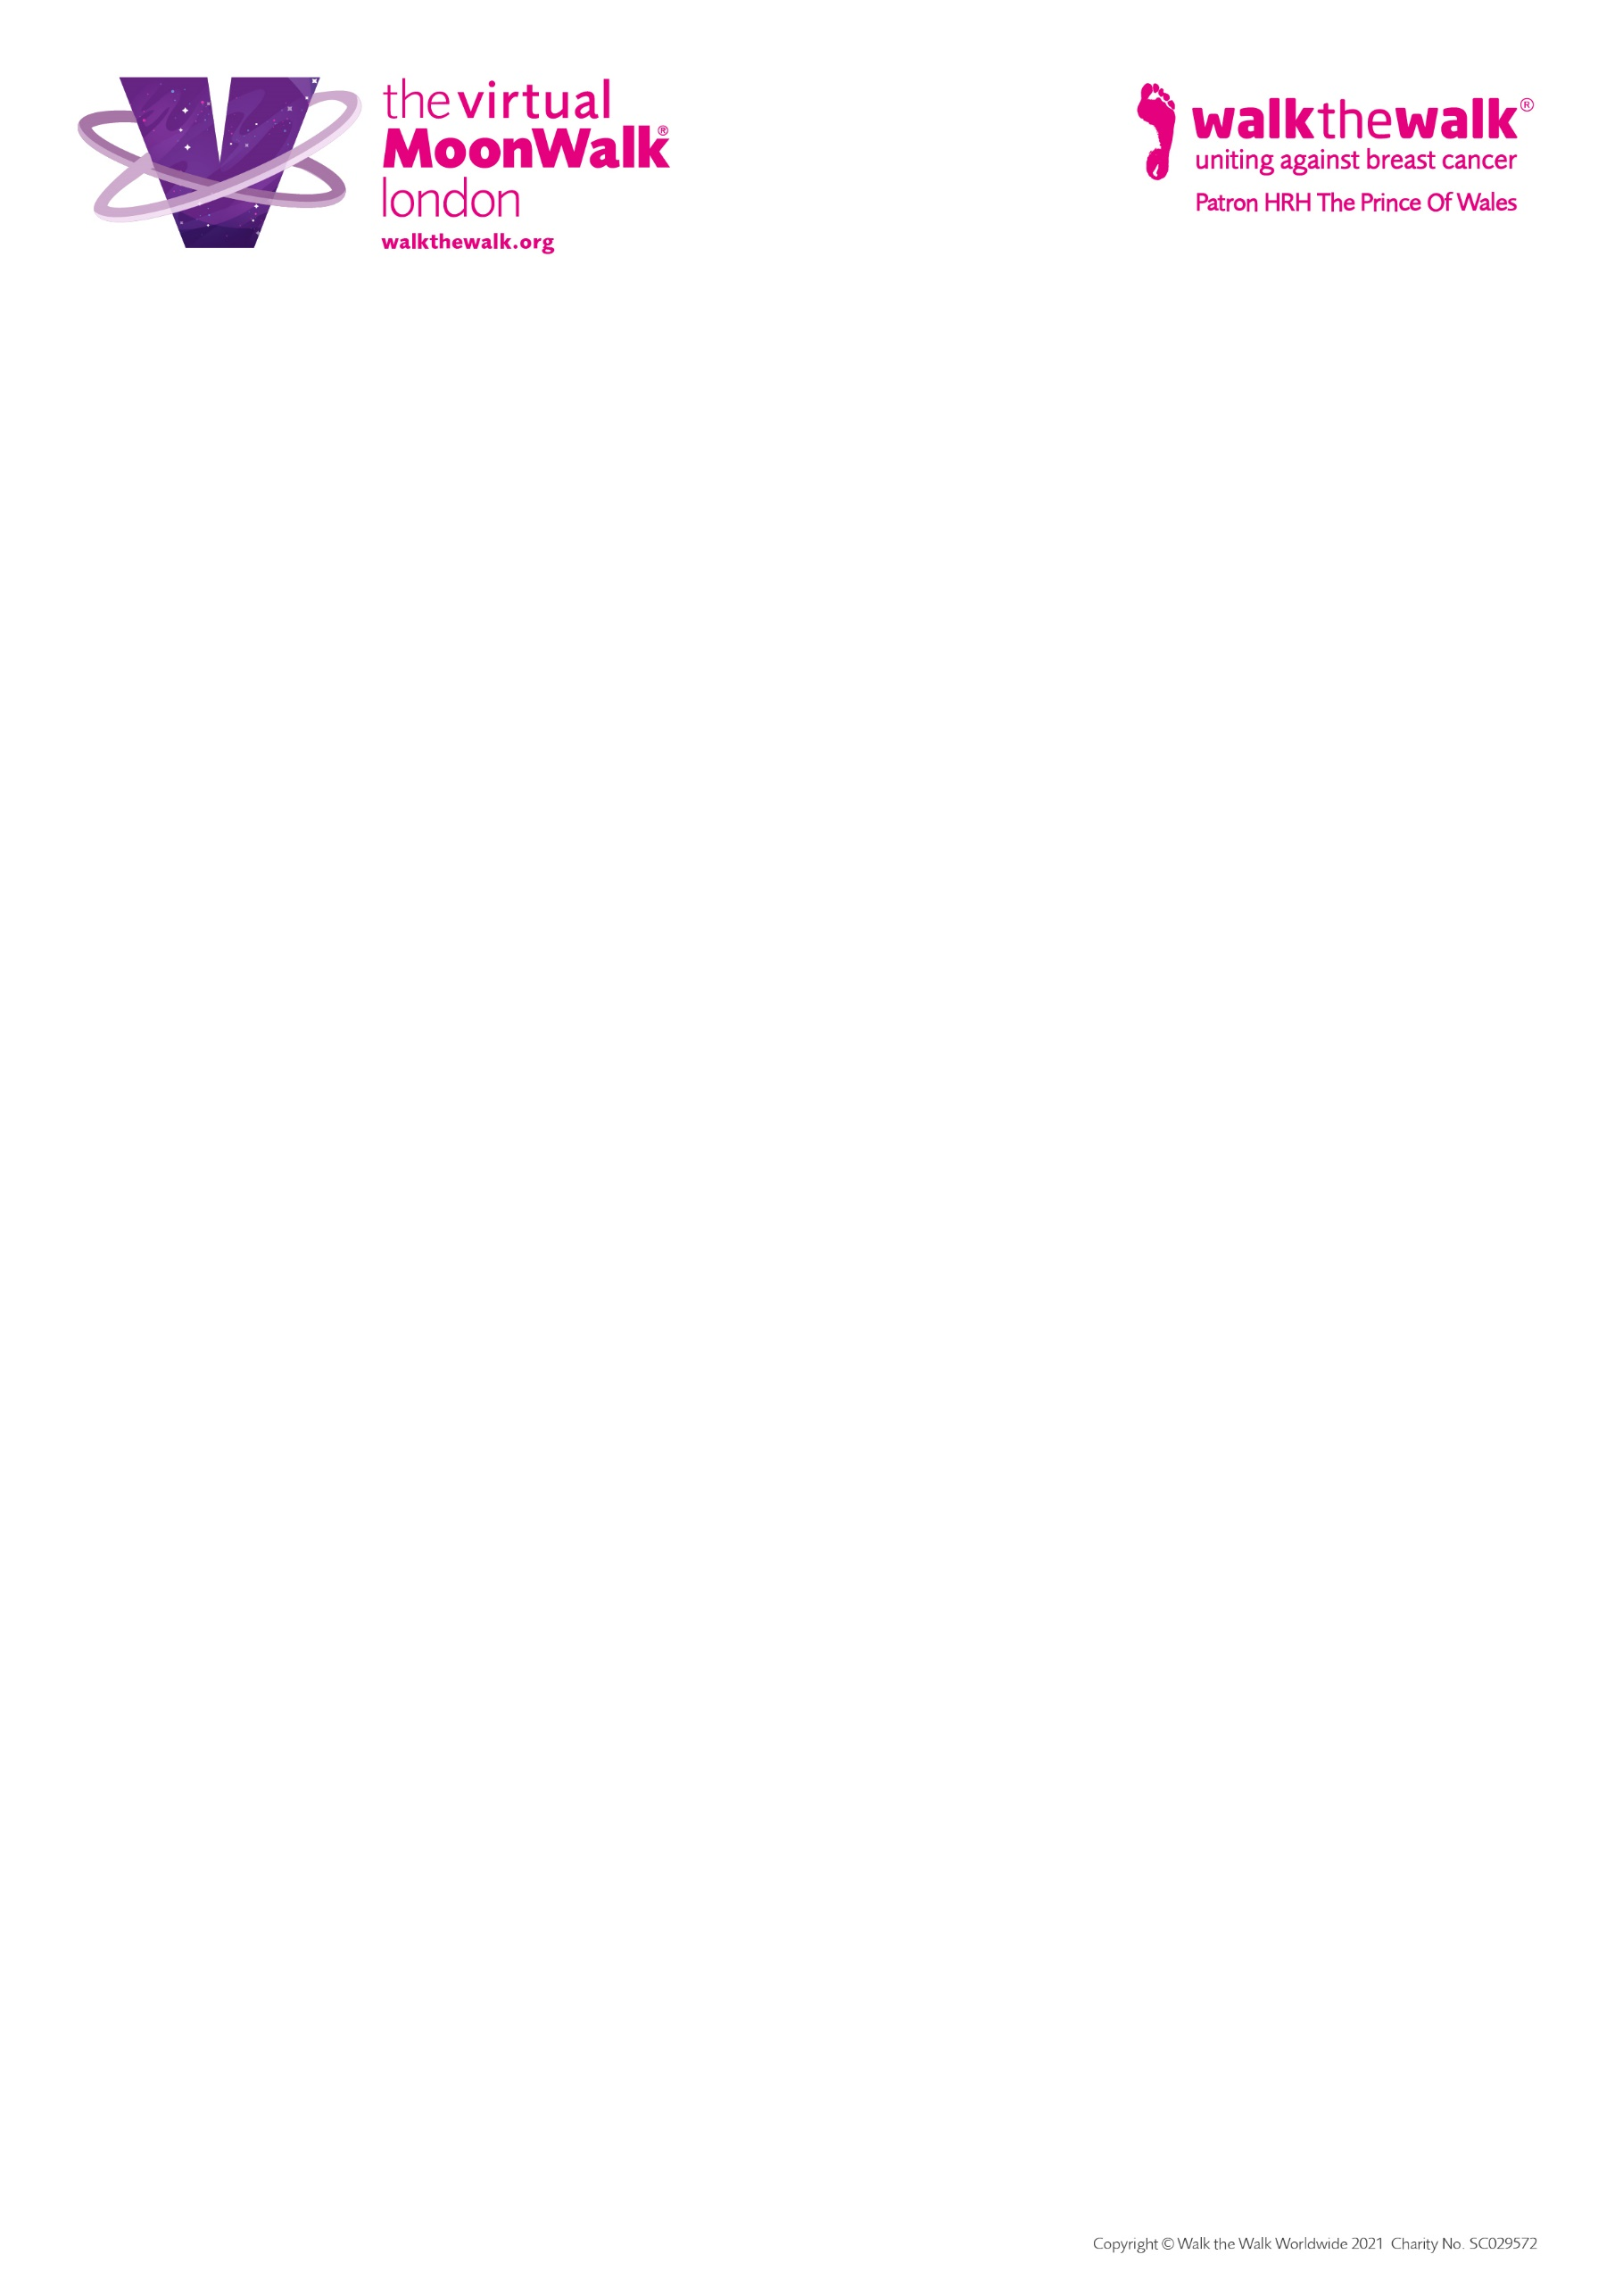 the virtual
MoonWalk®
london
walkthewalk.org
walkthewalk®
uniting against breast cancer
Patron HRH The Prince Of Wales
Copyright © Walk the Walk Worldwide 2021 Charity No. SC029572